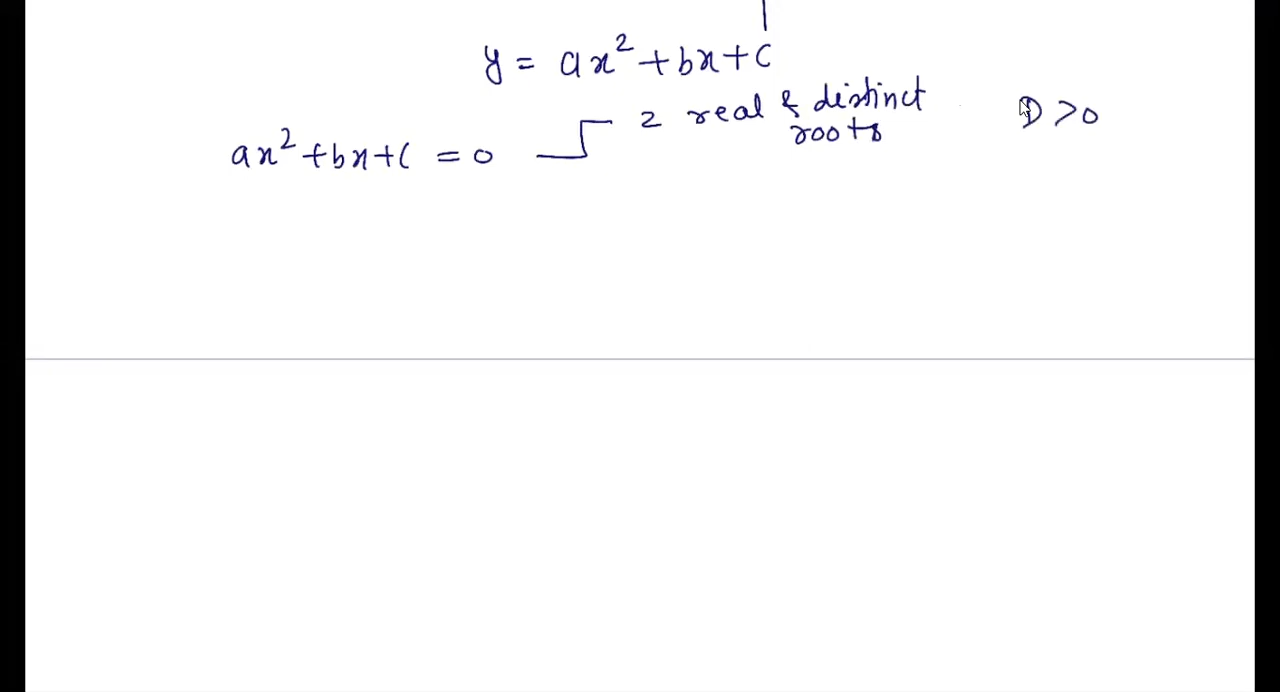 y = ax² + bx + c
2 real & distinct roots D > 0
ax² + bx + c = 0